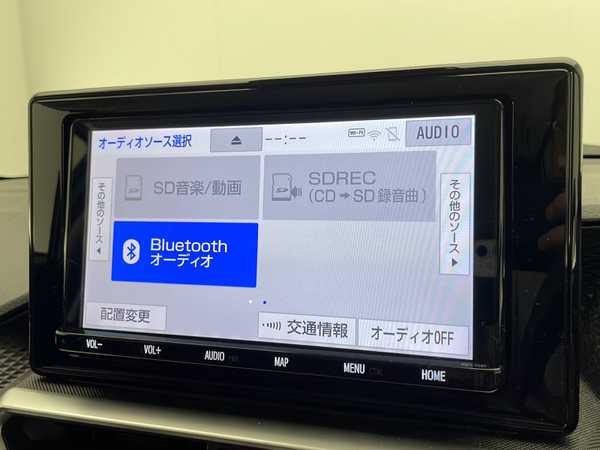 オーディオソース選択
--:--
Wi-Fi
AUDIO
その他のソース
SD音楽/動画
SDREC
(CD➡SD録音曲)
その他のソース
Bluetooth
オーディオ
配置変更
交通情報
オーディオOFF
VOL-
VOL+
AUDIO
MAP
MENU
HOME